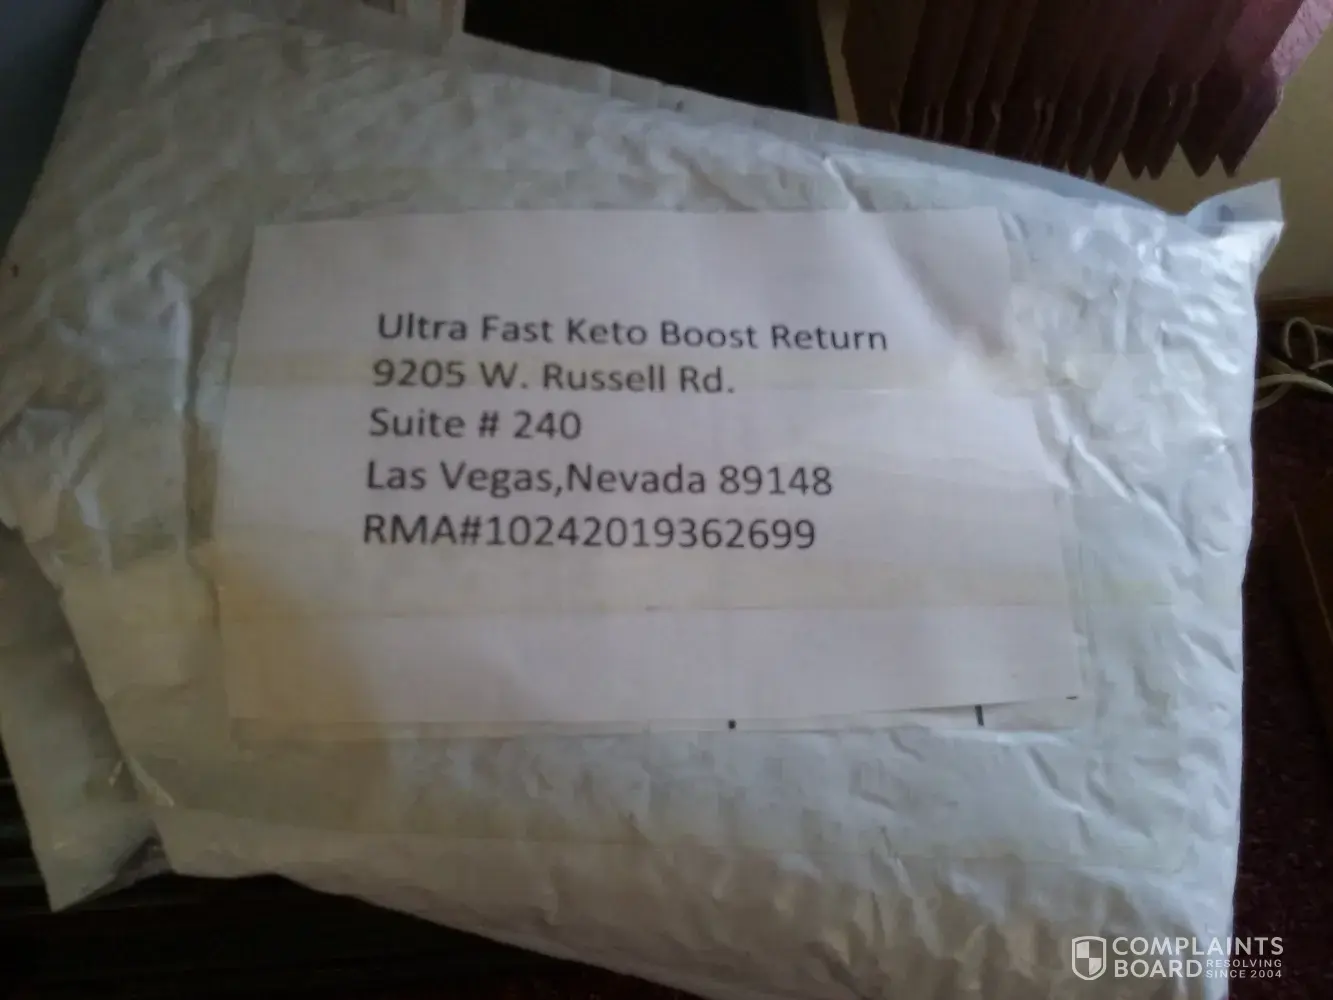 Ultra Fast Keto Boost Return
9205 W. Russell Rd.
Suite # 240
Las Vegas,Nevada 89148
RMA#10242019362699
COMPLAINTS
BOARD RESOLVING
SINCE 2004